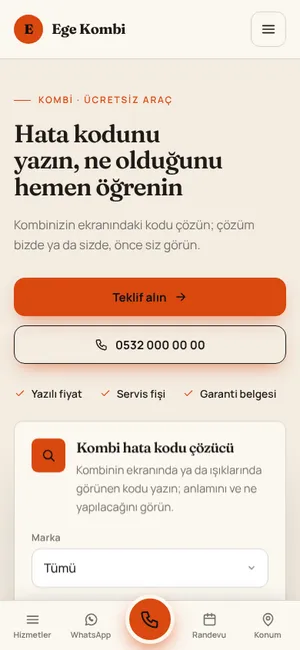 E Ege Kombi
KOMBİ · ÜCRETSİZ ARAÇ
Hata kodunu
yazın, ne olduğunu
hemen öğrenin
Kombinizin ekranındaki kodu çözün; çözüm
bizde ya da sizde, önce siz görün.
Teklif alın →
0532 000 00 00
Yazılı fiyat Servis fişi Garanti belgesi
Kombi hata kodu çözücü
Kombinin ekranında ya da ışıklarında
görünen kodu yazın; anlamını ve ne
yapılacağını görün.
Marka
Tümü
Hizmetler WhatsApp Randevu Konum